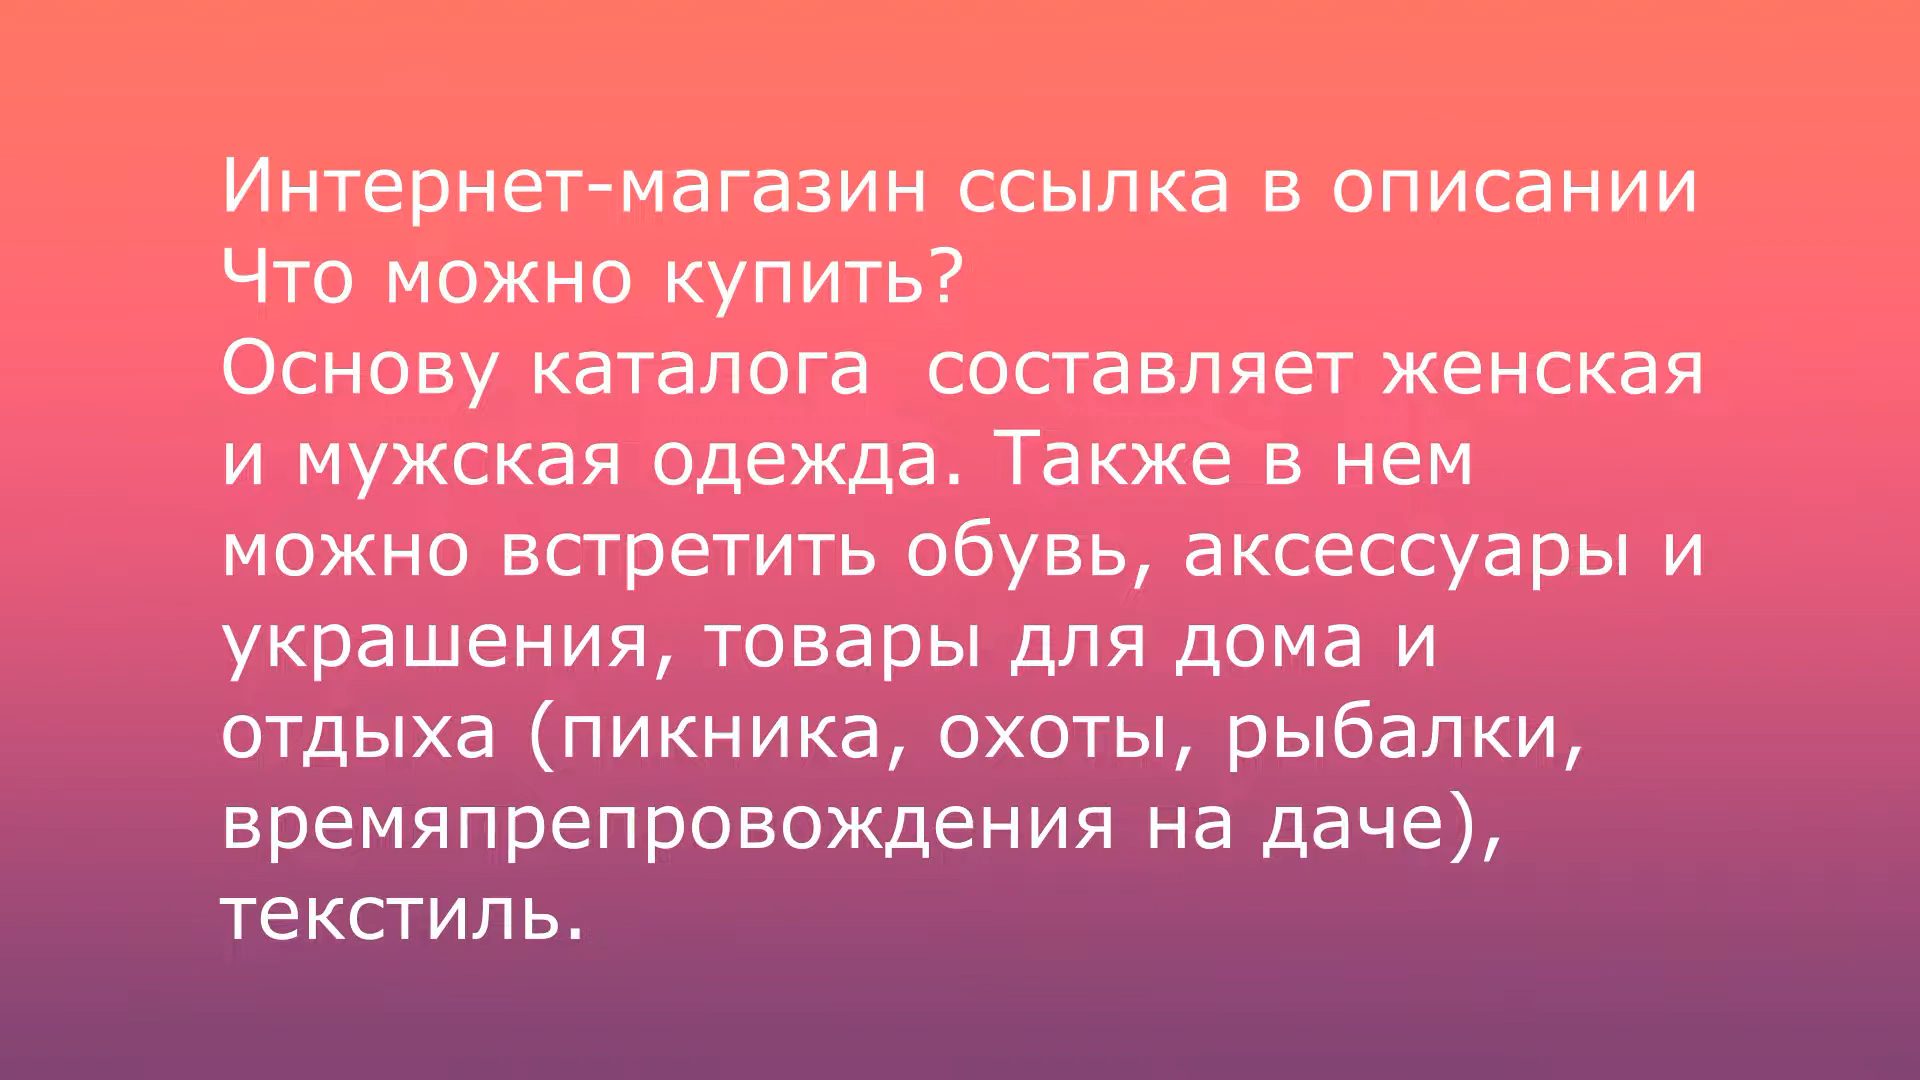 Интернет-магазин ссылка в описании
Что можно купить?
Основу каталога  составляет женская
и мужская одежда. Также в нем
можно встретить обувь, аксессуары и
украшения, товары для дома и
отдыха (пикника, охоты, рыбалки,
времяпрепровождения на даче),
текстиль.